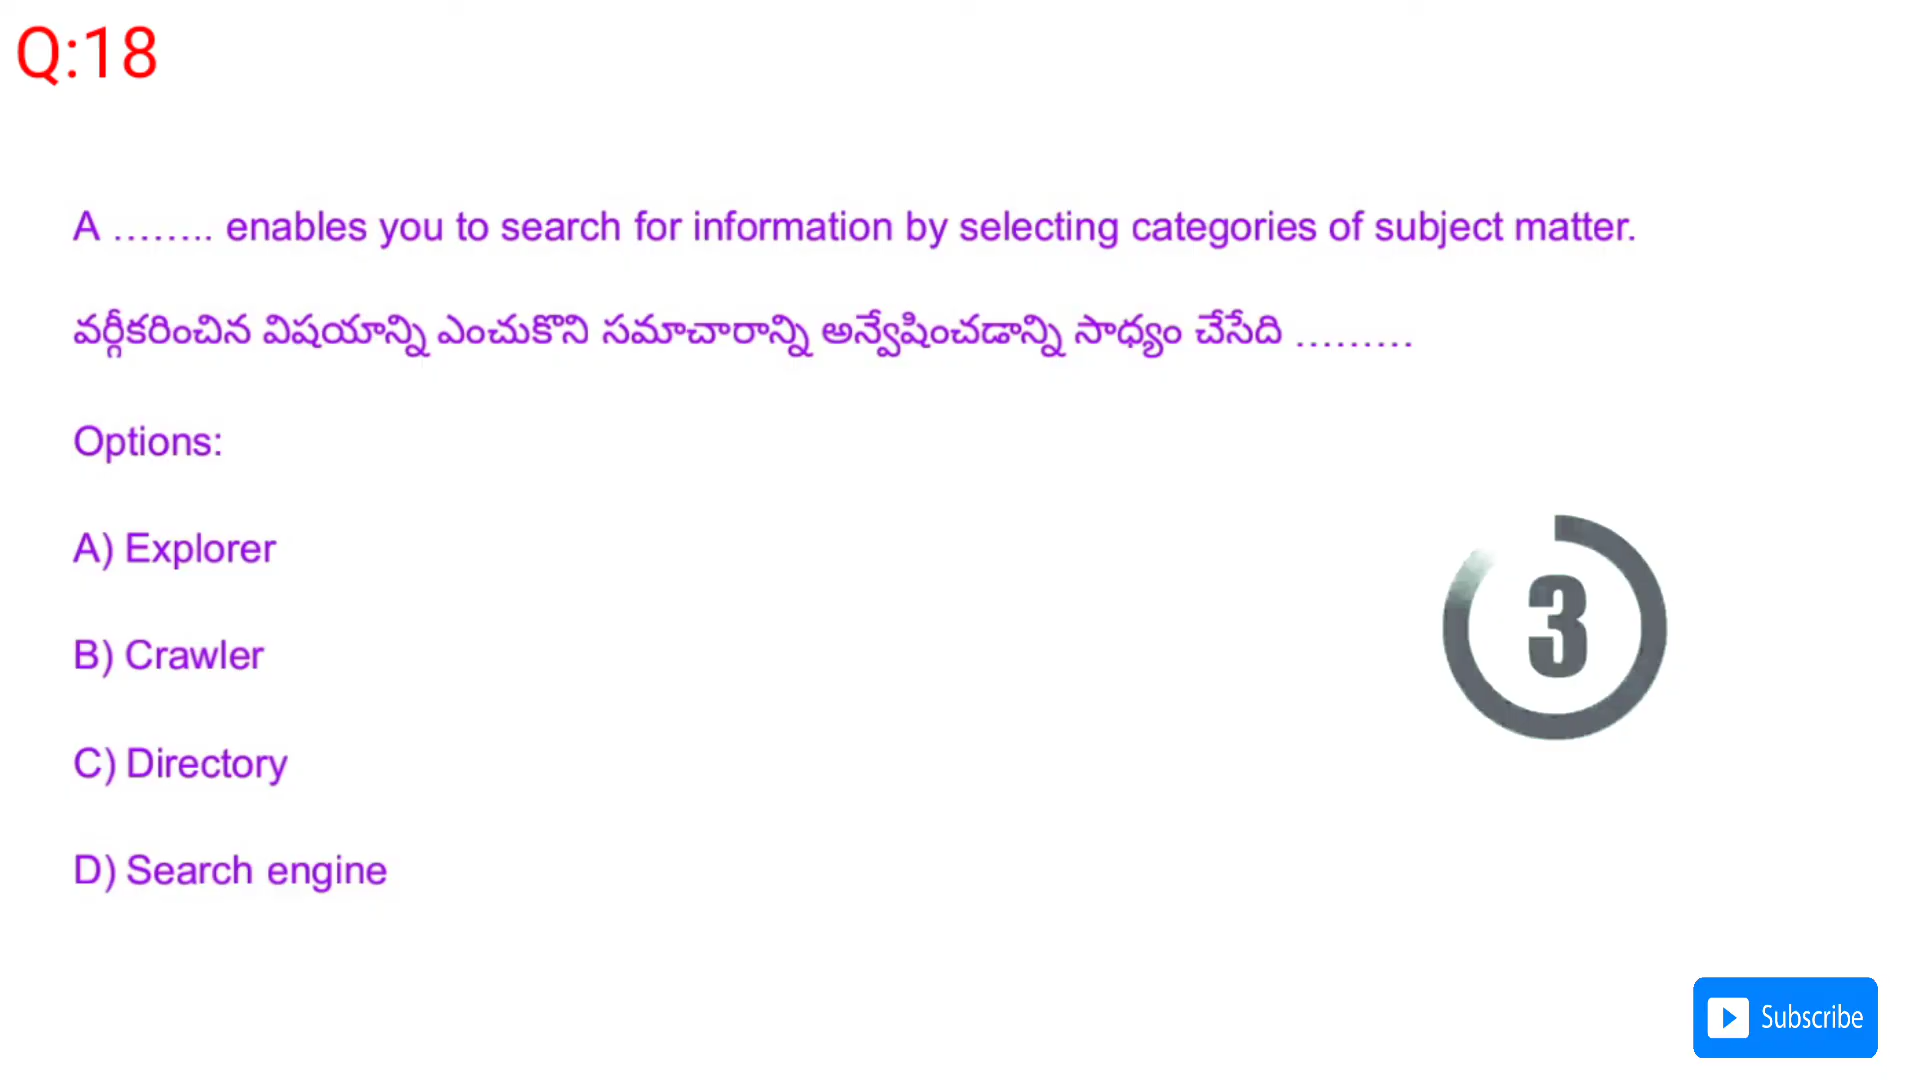 Q:18
A ........ enables you to search for information by selecting categories of subject matter.
వర్గీకరించిన విషయాన్ని ఎంచుకొని సమాచారాన్ని అన్వేషించడాన్ని సాధ్యం చేసేది .........
Options:
A) Explorer
3
B) Crawler
C) Directory
D) Search engine
Subscribe